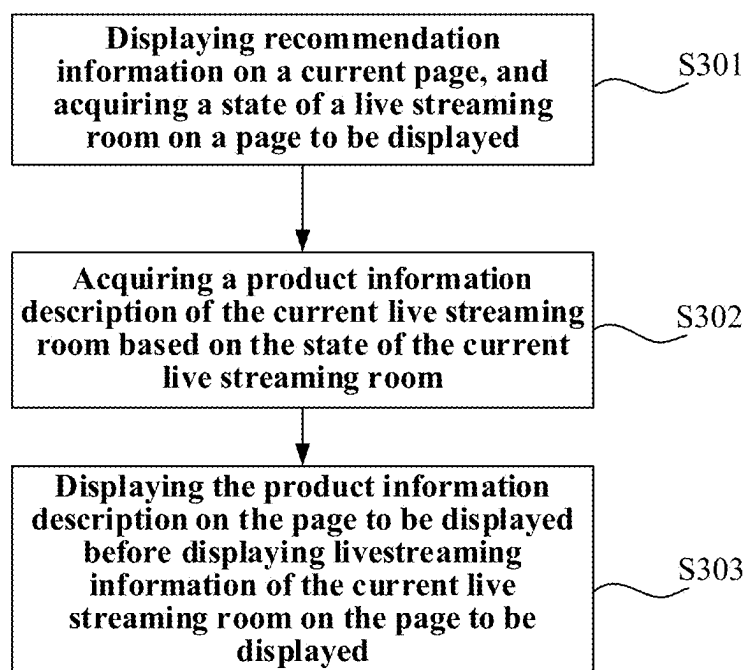 Displaying recommendation
information on a current page, and
acquiring a state of a live streaming
room on a page to be displayed
S301
Acquiring a product information
description of the current live streaming
room based on the state of the current
live streaming room
S302
Displaying the product information
description on the page to be displayed
before displaying livestreaming
information of the current live
streaming room on the page to be
displayed
S303